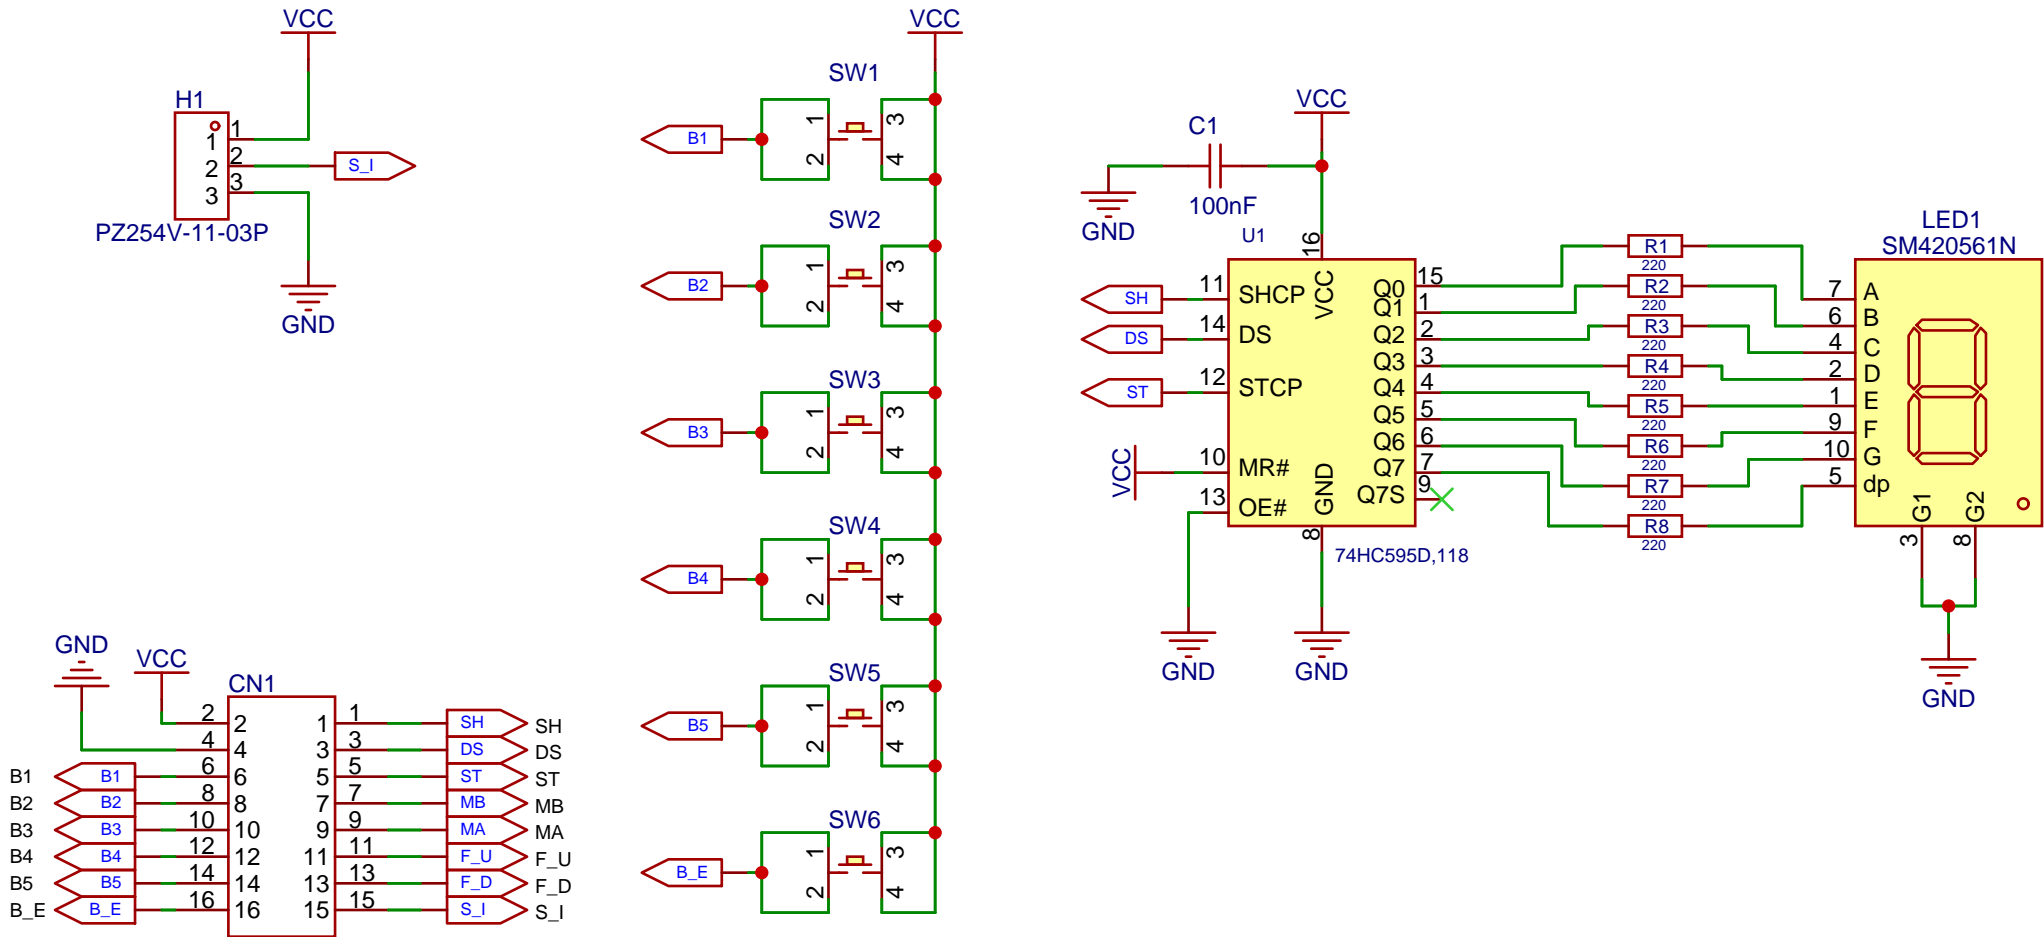 VCC
H1
1 1
2 2 S_I
3 3
PZ254V-11-03P
GND
VCC
SW1
B1 1 2 3 4
SW2
B2 1 2 3 4
SW3
B3 1 2 3 4
SW4
B4 1 2 3 4
SW5
B5 1 2 3 4
SW6
B_E 1 2 3 4
GND
VCC
CN1
2 2 1 1 SH SH
4 4 3 3 DS DS
B1 B1 6 6 5 5 ST ST
B2 B2 8 8 7 7 MB MB
B3 B3 10 10 9 9 MA MA
B4 B4 12 12 11 11 F_U F_U
B5 B5 14 14 13 13 F_D F_D
B_E B_E 16 16 15 15 S_I S_I
VCC
C1
100nF
GND
U1
16
VCC
SH 11 SHCP
DS 14 DS
ST 12 STCP
VCC 10 MR#
13 OE#
GND
8
Q0 15
Q1 1
Q2 2
Q3 3
Q4 4
Q5 5
Q6 6
Q7 7
Q7S 9
74HC595D,118
GND
GND
R1
220
R2
220
R3
220
R4
220
R5
220
R6
220
R7
220
R8
220
LED1
SM420561N
7 A
6 B
4 C
2 D
1 E
9 F
10 G
5 dp
G1 G2
3 8
GND